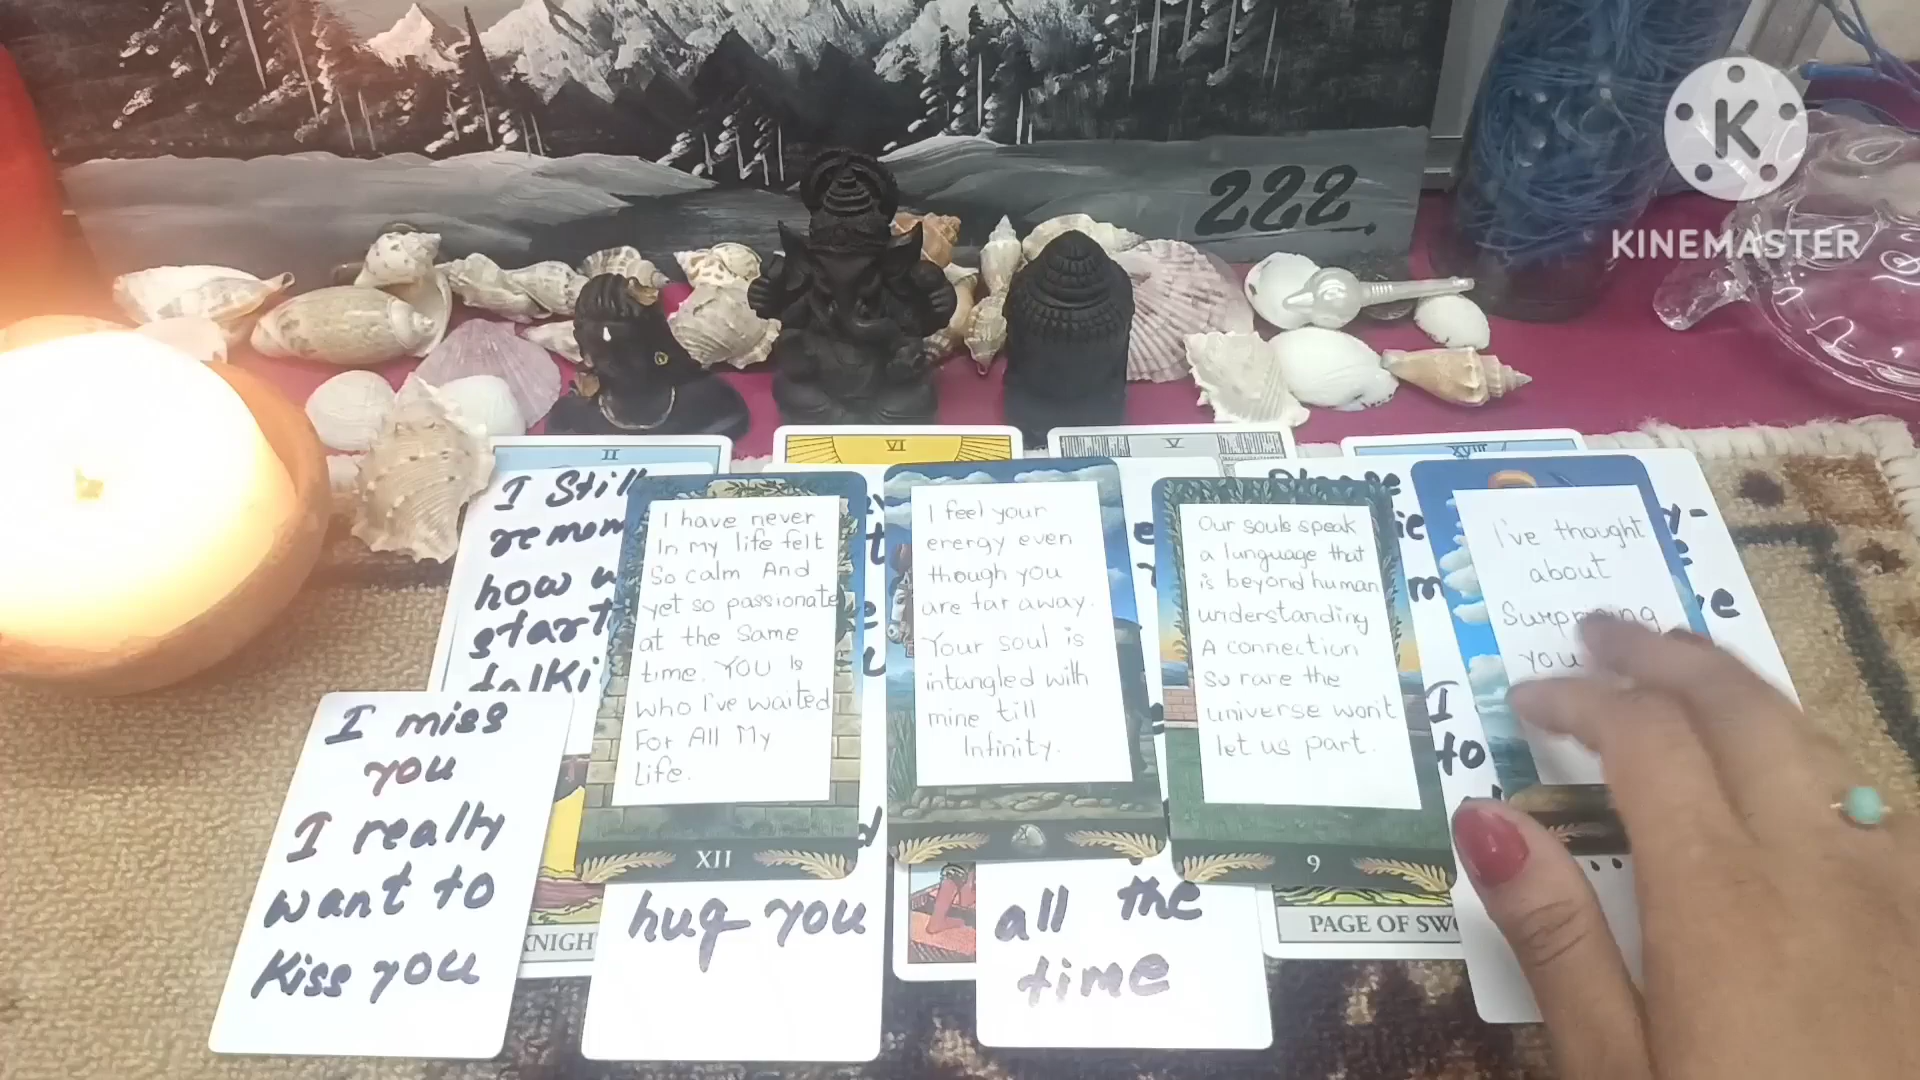 222
K
KINEMASTER
II
VI
V
XVIII
I Still
how
start
I have never
In My life felt
So calm And
yet so passionate
at the Same
time. YOU Is
who I've waited
For All My
Life.
XII
I feel your
energy even
though you
are far away.
Your soul is
intangled with
mine till
Infinity.
Our souls speak
a language that
is beyond human
understanding
A connection
So rare the
universe won't
let us part.
9
I've thought
about
you
I
to
I miss
you
I really
want to
Kiss you
hug you
all the
time
PAGE OF